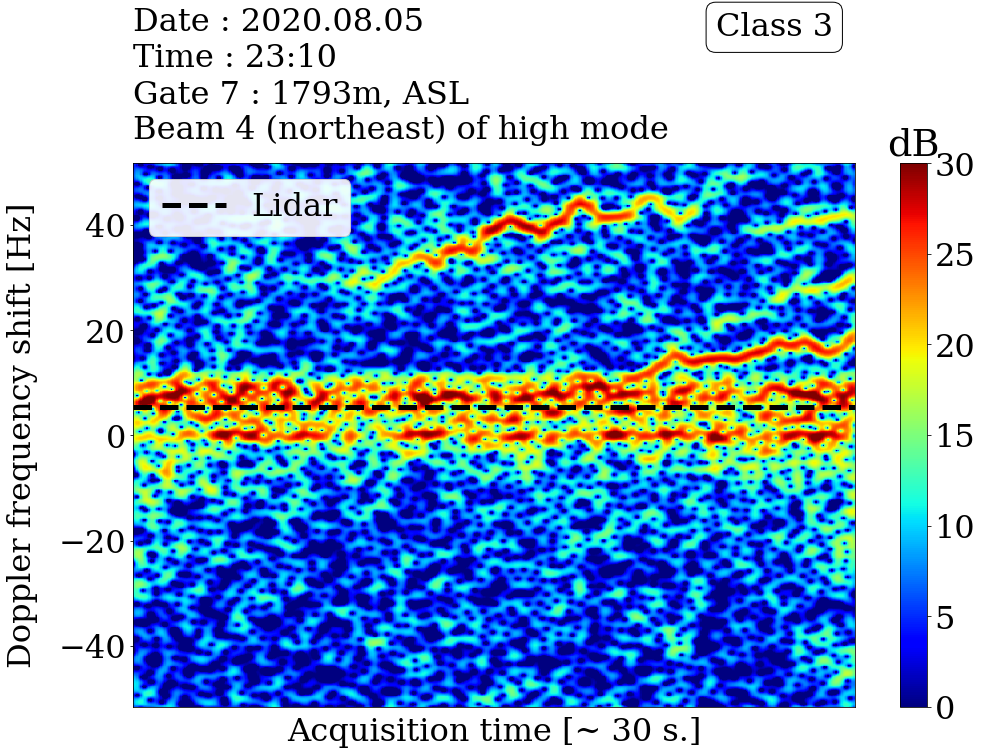 Date : 2020.08.05
Time : 23:10
Gate 7 : 1793m, ASL
Beam 4 (northeast) of high mode
Class 3
dB
Lidar
Doppler frequency shift [Hz]
40
20
0
−20
−40
Acquisition time [~ 30 s.]
30
25
20
15
10
5
0